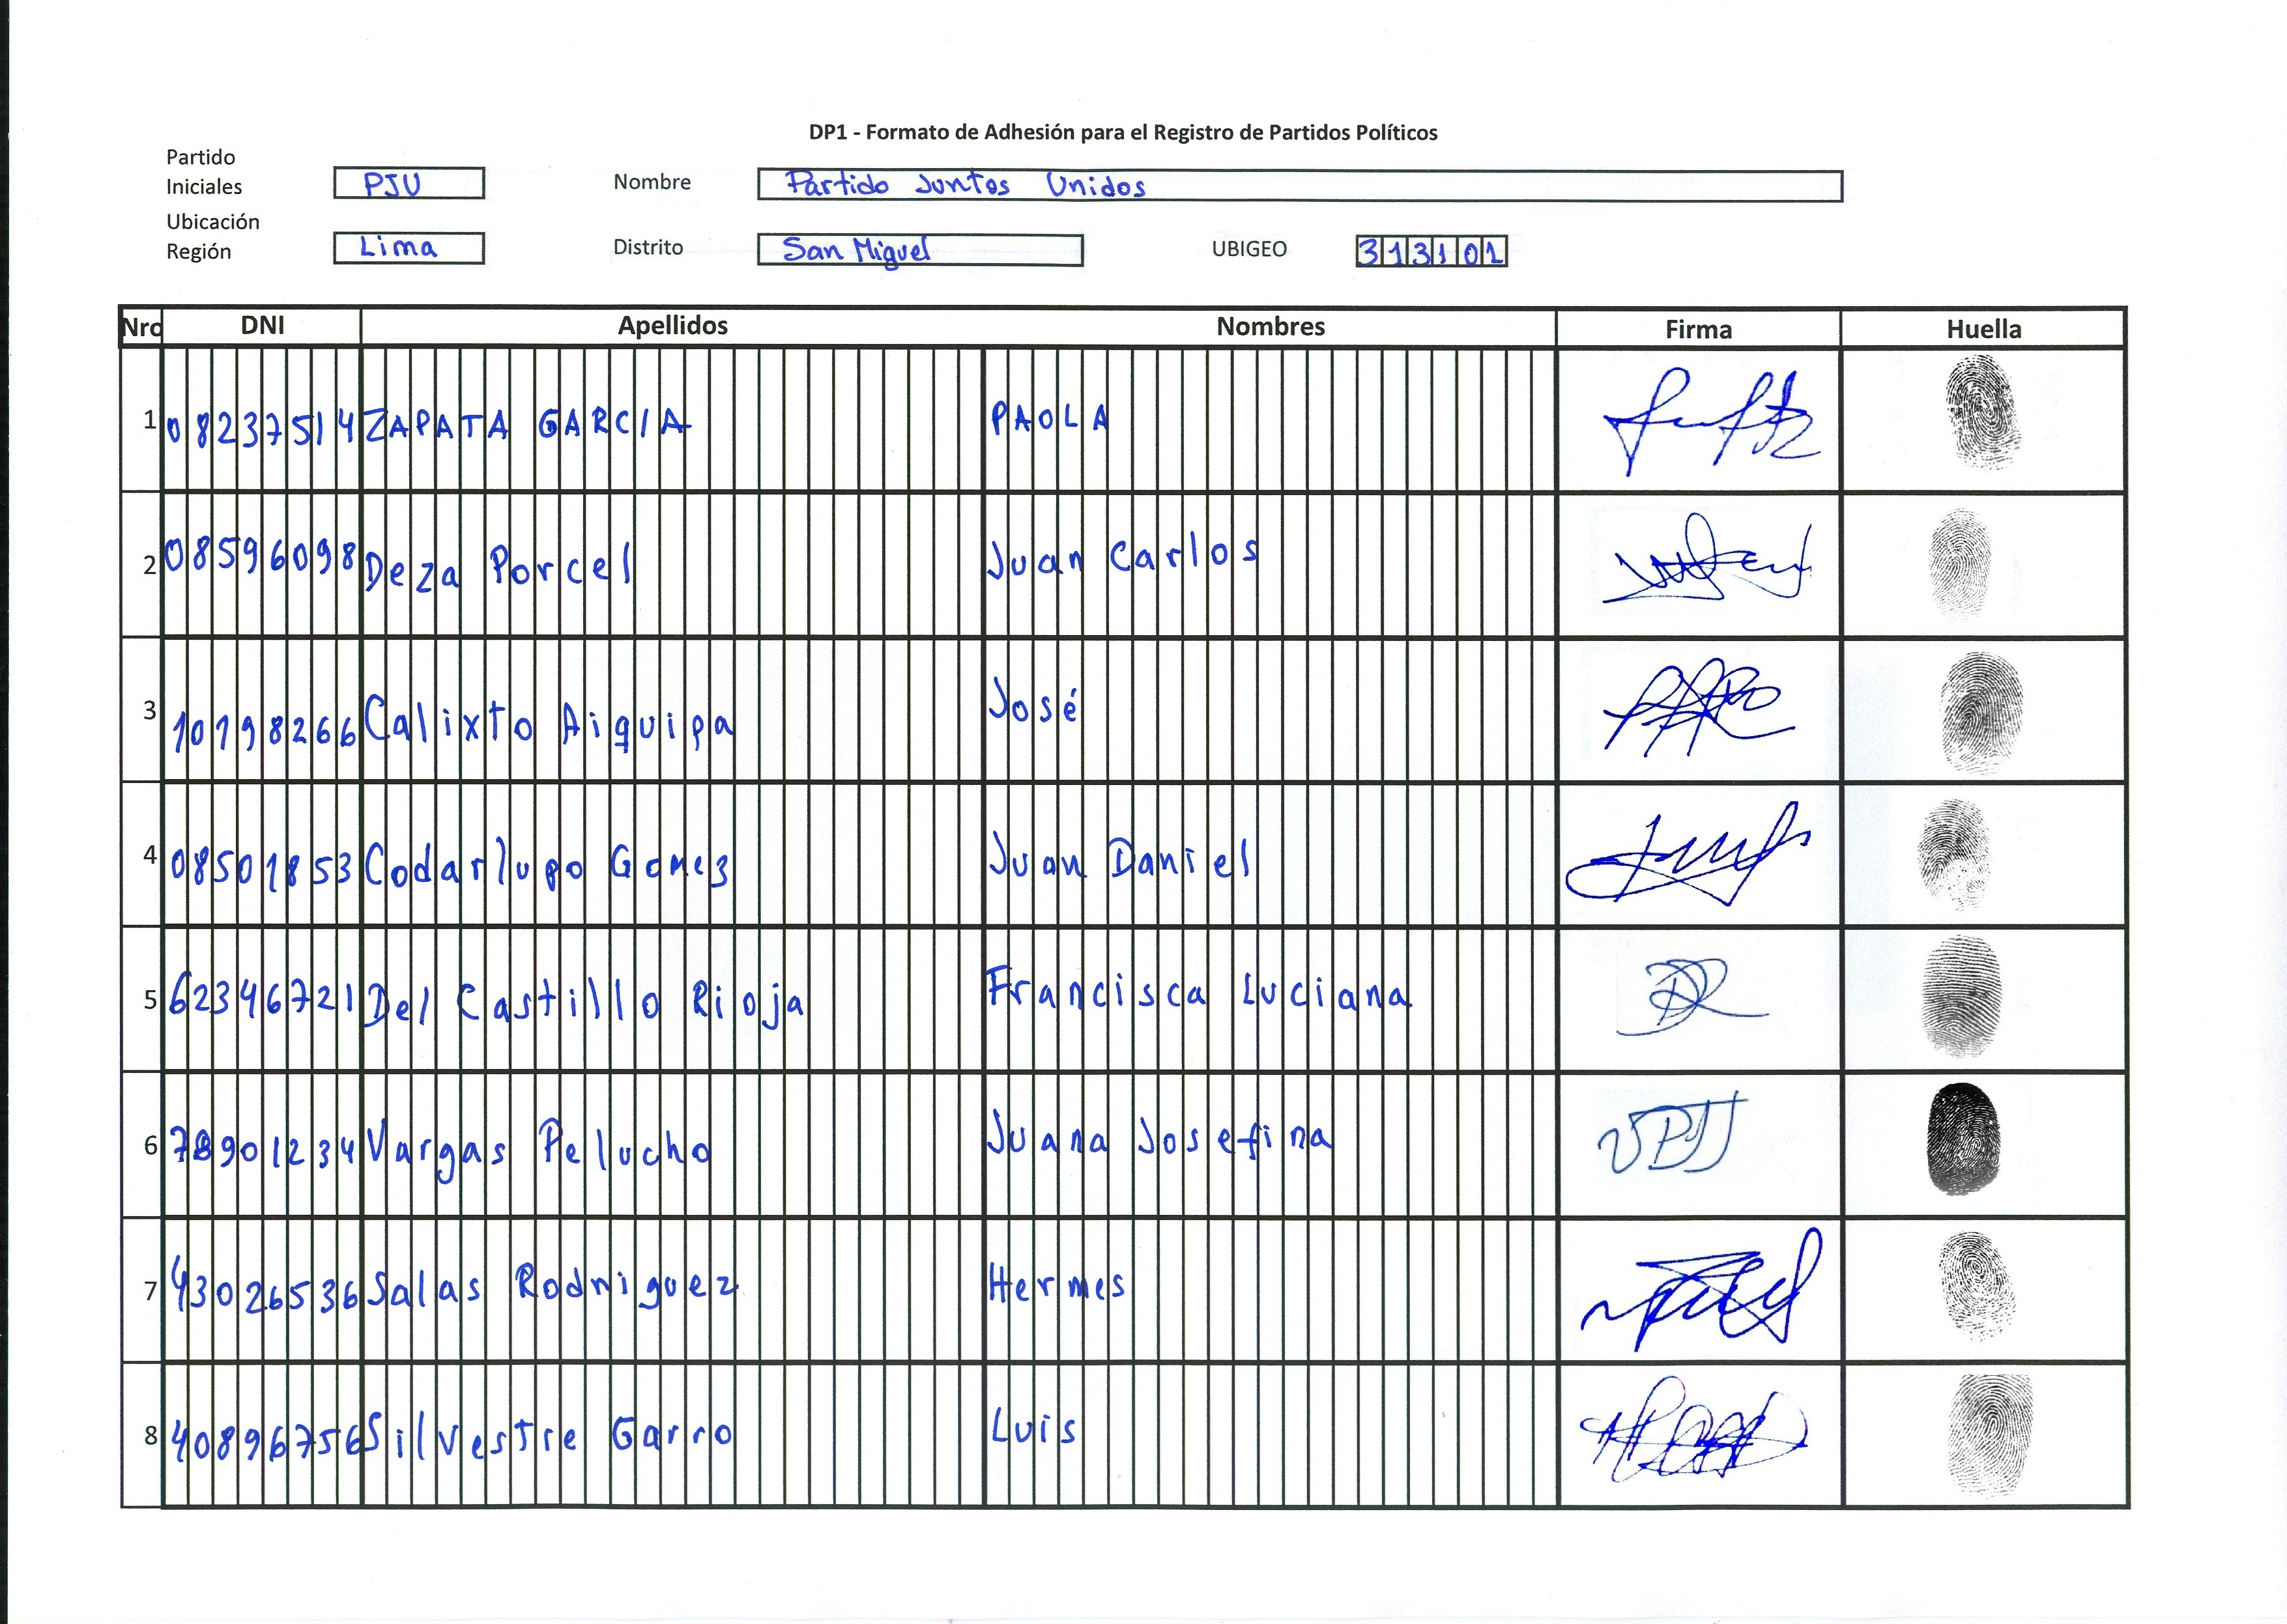 DP1 - Formato de Adhesión para el Registro de Partidos Políticos
Partido
Iniciales PJU Nombre Partido Juntos Unidos
Ubicación
Región Lima Distrito San Miguel UBIGEO 313101
Nro DNI Apellidos Nombres Firma Huella
1 08237514 ZAPATA GARCIA PAOLA
2 08596098 Deza Porcel Juan Carlos
3 10198266 Calixto Aiquipa José
4 08501853 Codarlupo Gomez Juan Daniel
5 62346721 Del Castillo Rioja Francisca Luciana
6 78901234 Vargas Pelucho Juana Josefina VPJJ
7 43026536 Salas Rodriguez Hermes
8 40896756 Silvestre Garro Luis